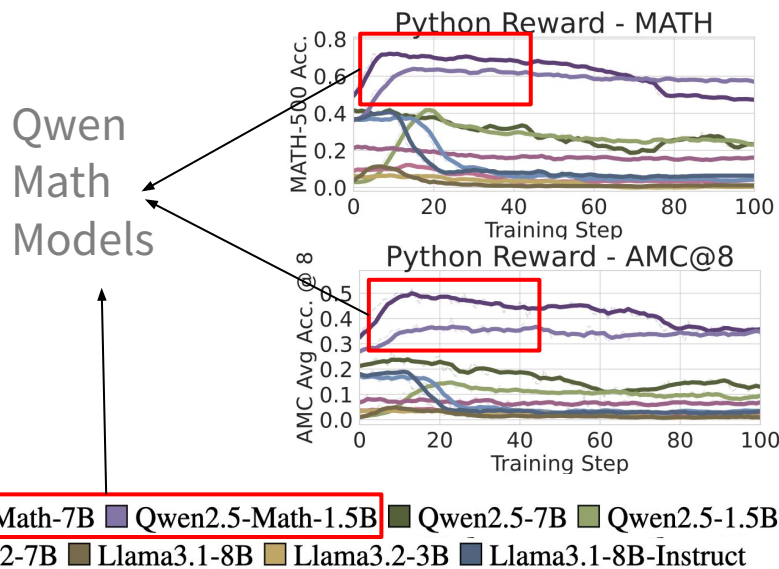 Python Reward - MATH
MATH-500 Acc.
0.8
0.6
0.4
0.2
0.0
0 20 40 60 80 100
Training Step
Qwen
Math
Models
Python Reward - AMC@8
AMC Avg Acc. @ 8
0.5
0.4
0.3
0.2
0.1
0.0
0 20 40 60 80 100
Training Step
Math-7B Qwen2.5-Math-1.5B Qwen2.5-7B Qwen2.5-1.5B
2-7B Llama3.1-8B Llama3.2-3B Llama3.1-8B-Instruct